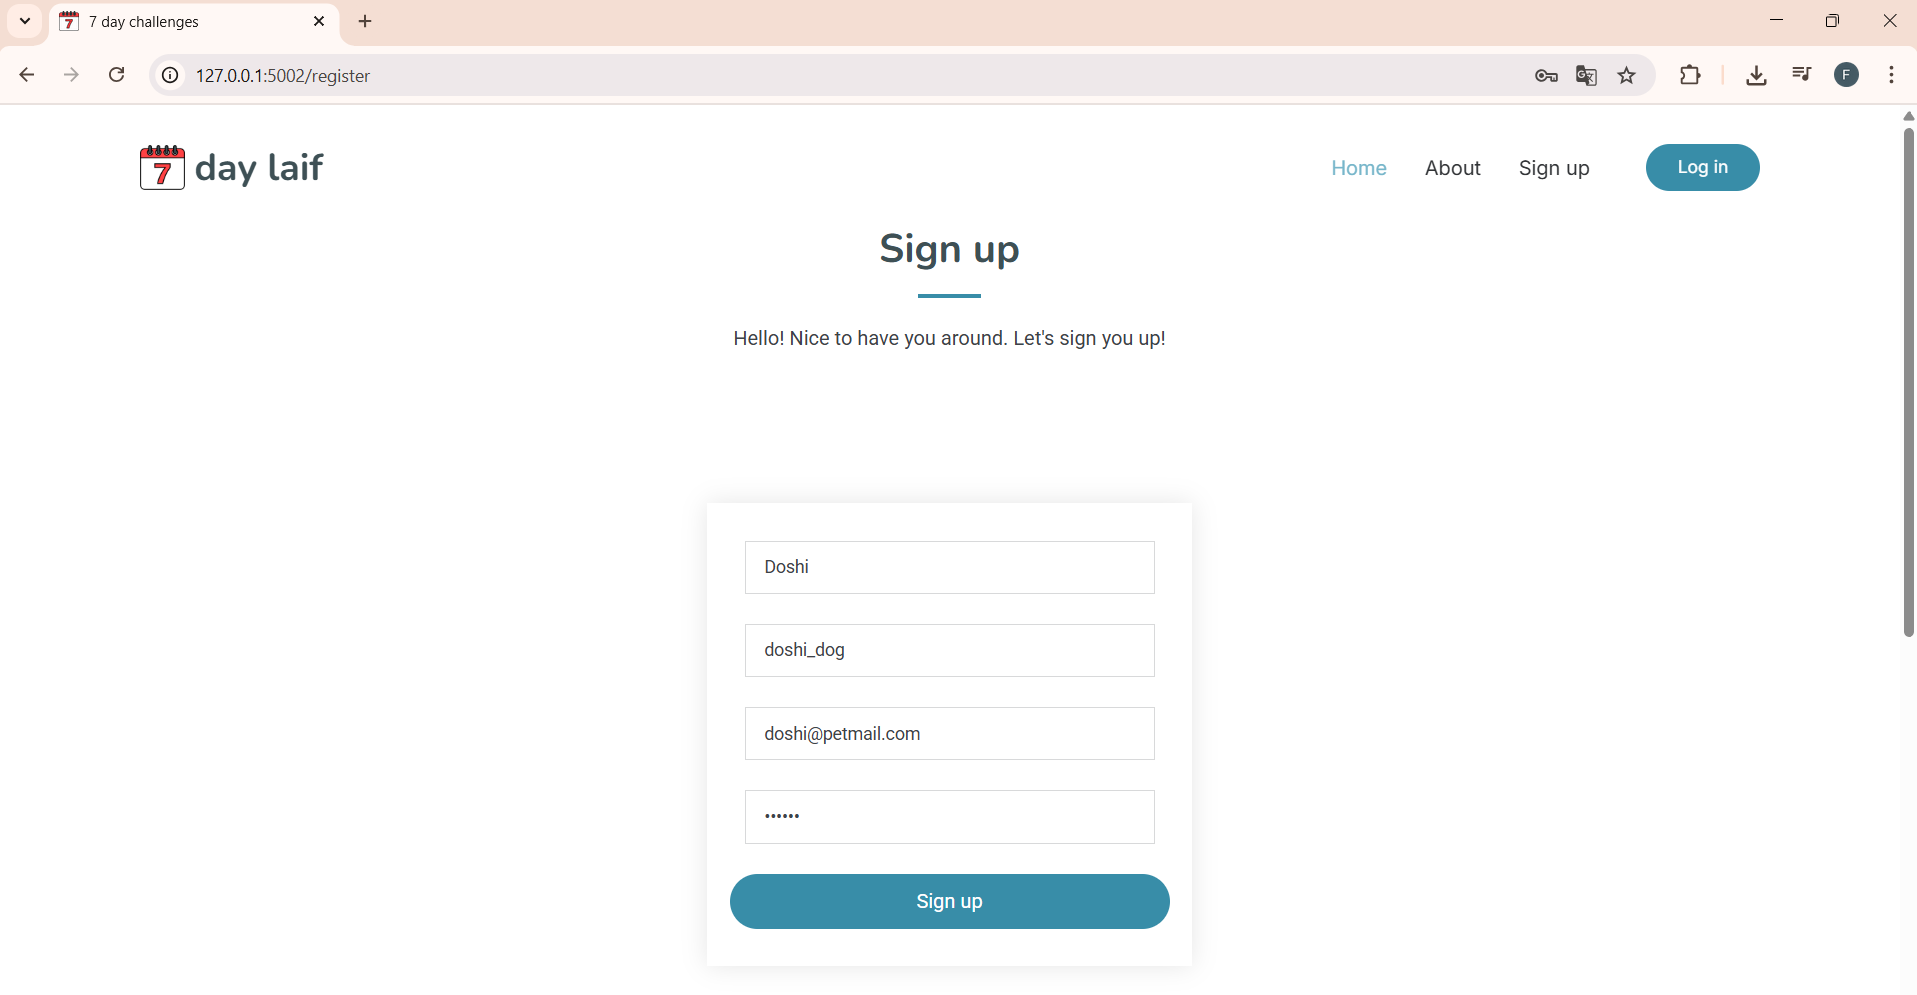 7 day challenges
127.0.0.1:5002/register
F
7 day laif
Home About Sign up Log in
Sign up
Hello! Nice to have you around. Let's sign you up!
Doshi
doshi_dog
doshi@petmail.com
••••••
Sign up